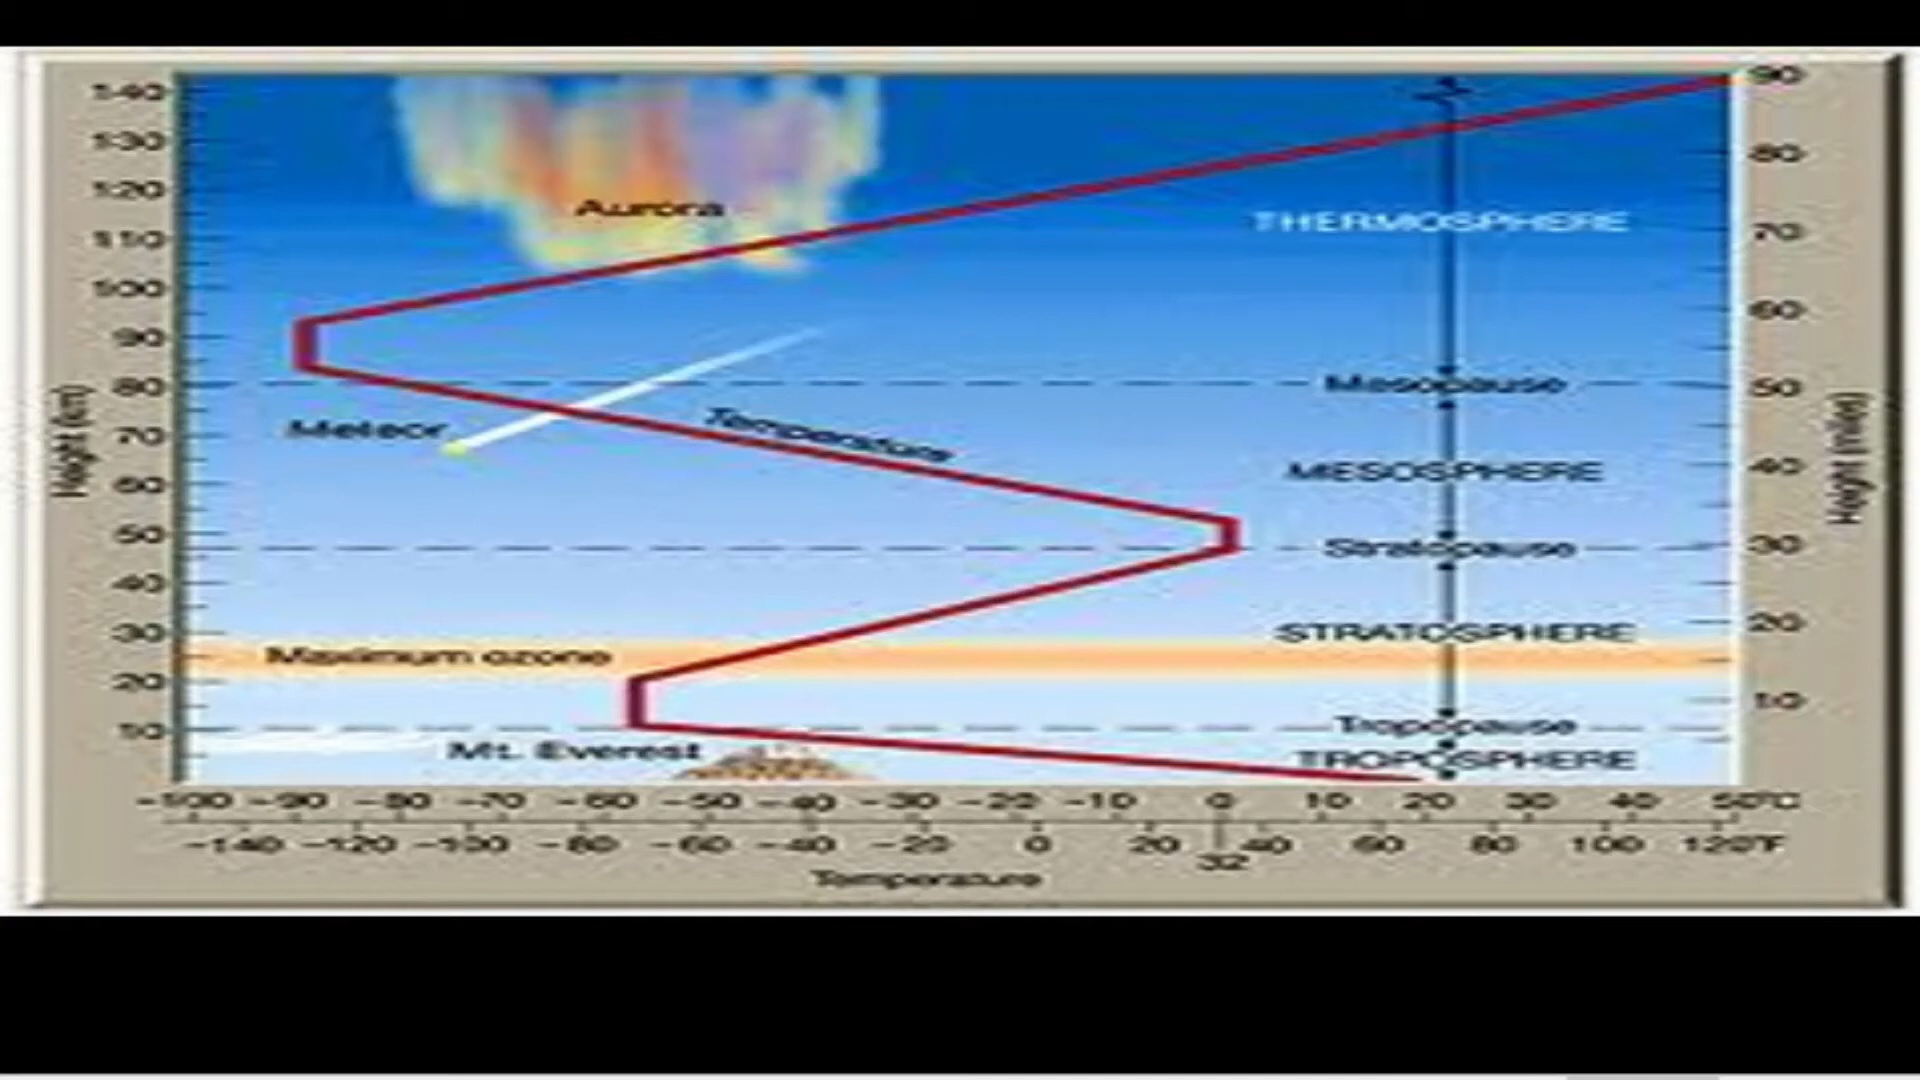 140
130
120
110
100
90
80
70
60
50
40
30
20
10
Height (km)
Aurora
THERMOSPHERE
Mesopause
Meteor
Temperature
MESOSPHERE
Stratopause
STRATOSPHERE
Maximum ozone
Tropopause
Mt. Everest
TROPOSPHERE
90
80
70
60
50
40
30
20
10
Height (miles)
-100 -90 -80 -70 -60 -50 -40 -30 -20 -10 0 10 20 30 40 50°C
-140 -120 -100 -80 -60 -40 -20 0 20 32 40 60 80 100 120°F
Temperature